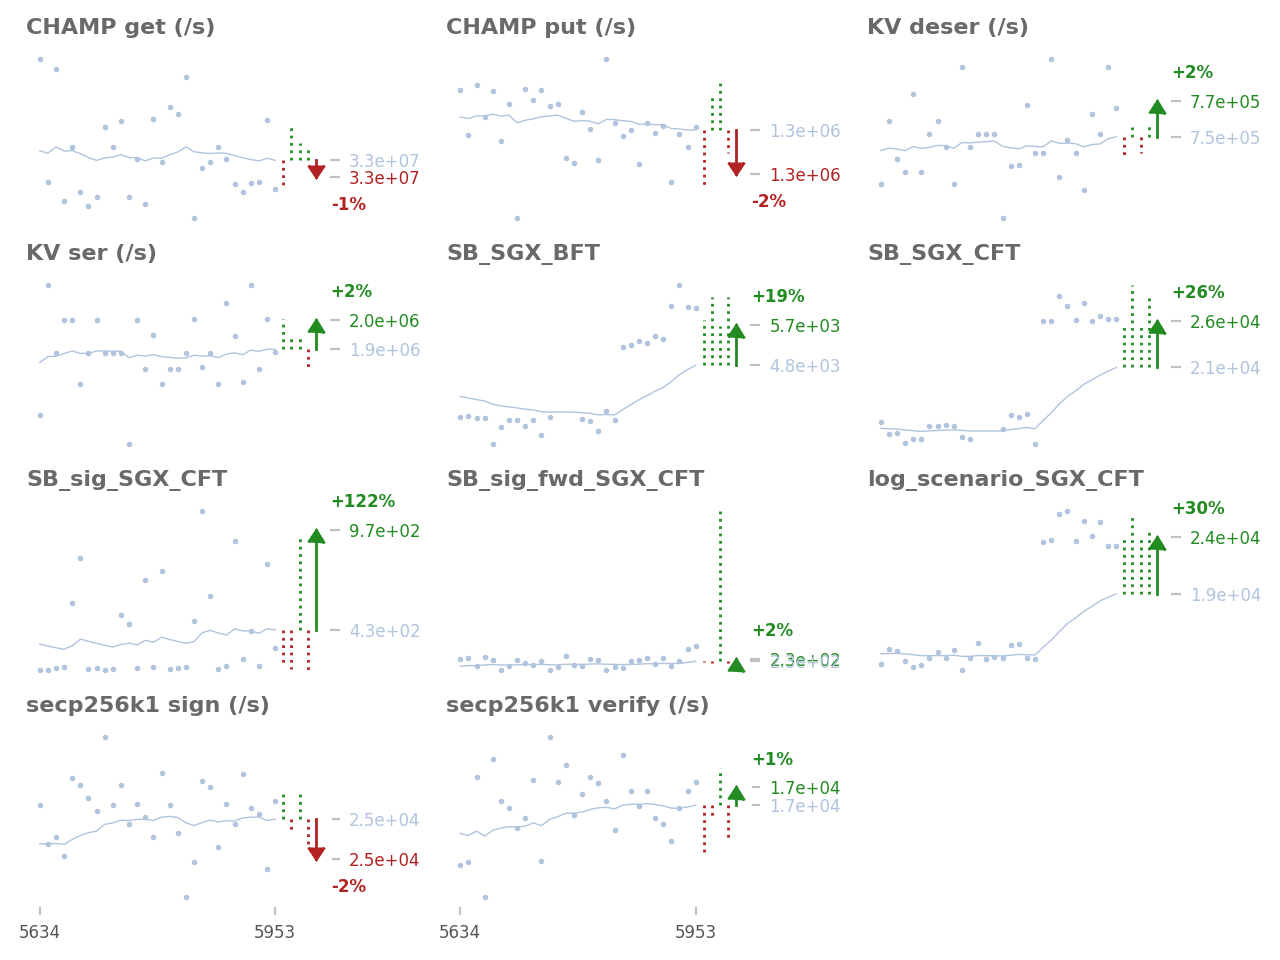 CHAMP get (/s)
3.3e+07
3.3e+07
-1%
CHAMP put (/s)
1.3e+06
1.3e+06
-2%
KV deser (/s)
+2%
7.7e+05
7.5e+05
KV ser (/s)
+2%
2.0e+06
1.9e+06
SB_SGX_BFT
+19%
5.7e+03
4.8e+03
SB_SGX_CFT
+26%
2.6e+04
2.1e+04
SB_sig_SGX_CFT
+122%
9.7e+02
4.3e+02
SB_sig_fwd_SGX_CFT
+2%
2.3e+02
log_scenario_SGX_CFT
+30%
2.4e+04
1.9e+04
secp256k1 sign (/s)
2.5e+04
2.5e+04
-2%
5634
5953
secp256k1 verify (/s)
+1%
1.7e+04
1.7e+04
5634
5953